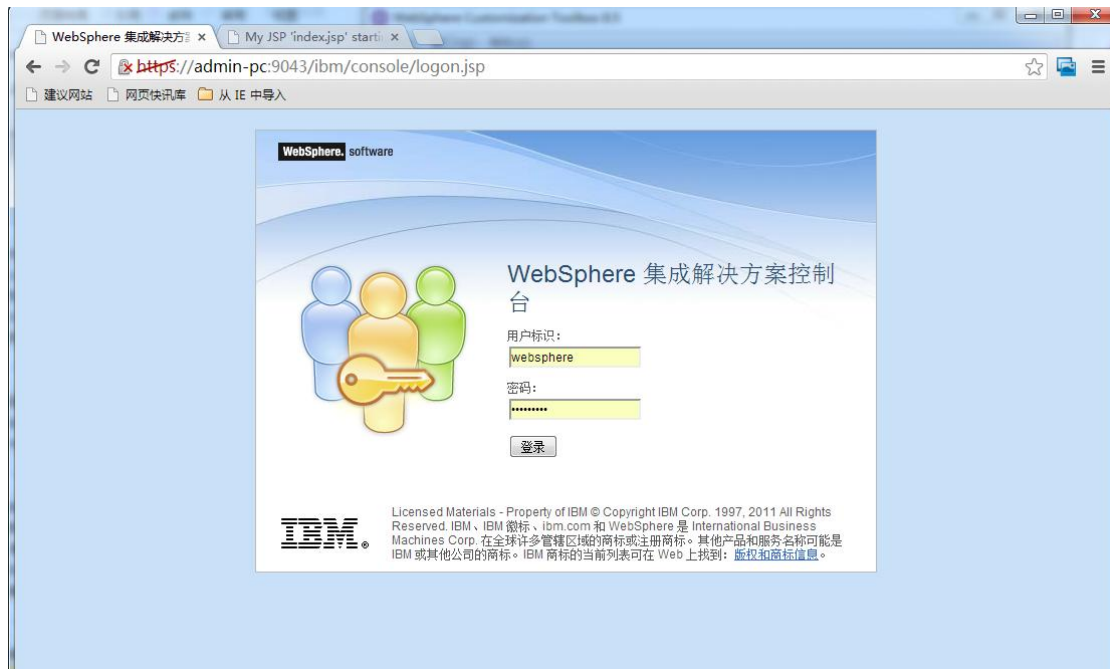 WebSphere Customization Toolbox 8.5
WebSphere 集成解决方
My JSP 'index.jsp' starti
https://admin-pc:9043/ibm/console/logon.jsp
建议网站 网页快讯库 从 IE 中导入
WebSphere. software
WebSphere 集成解决方案控制
台
用户标识:
websphere
密码:
•••••••••
登录
IBM®
Licensed Materials - Property of IBM © Copyright IBM Corp. 1997, 2011 All Rights
Reserved. IBM、IBM 徽标、ibm.com 和 WebSphere 是 International Business
Machines Corp. 在全球许多管辖区域的商标或注册商标。其他产品和服务名称可能是
IBM 或其他公司的商标。IBM 商标的当前列表可在 Web 上找到: 版权和商标信息。